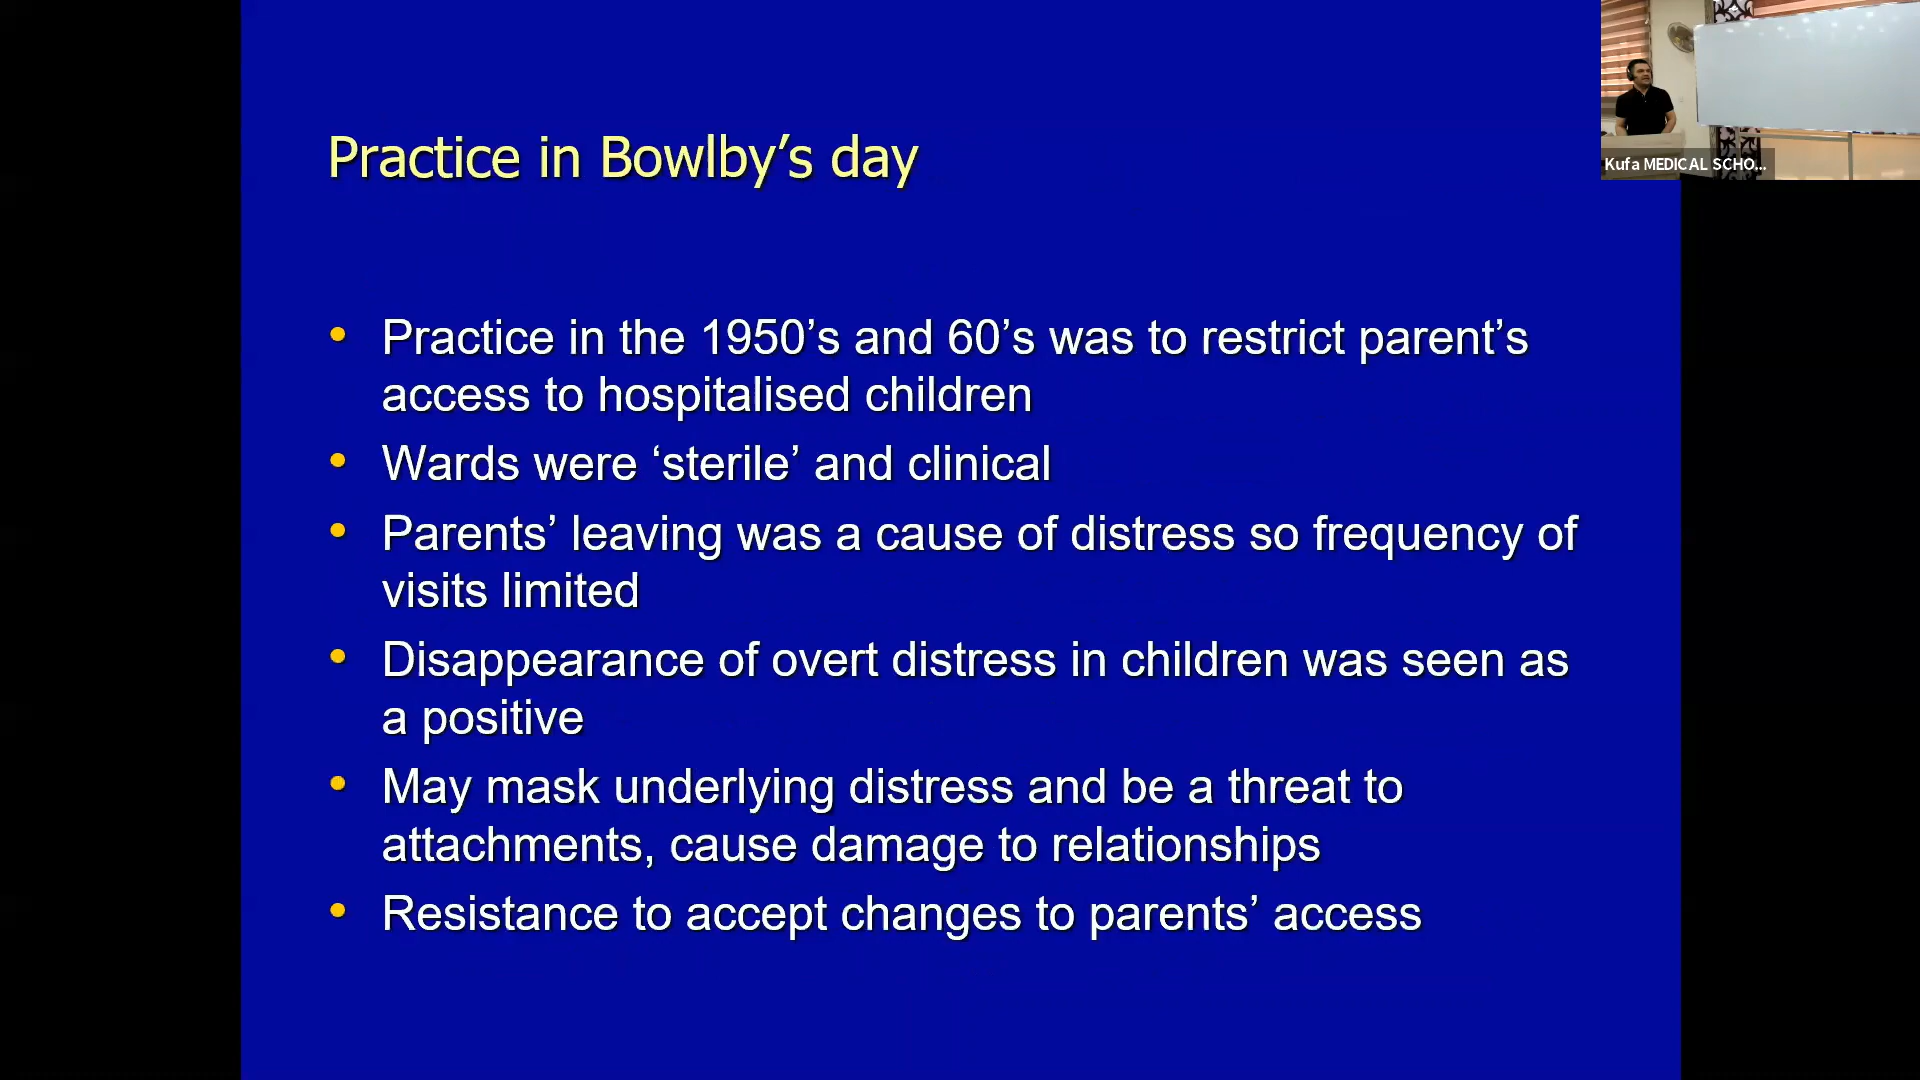 Practice in Bowlby’s day
Kufa MEDICAL SCHO...
• Practice in the 1950’s and 60’s was to restrict parent’s
access to hospitalised children
• Wards were ‘sterile’ and clinical
• Parents’ leaving was a cause of distress so frequency of
visits limited
• Disappearance of overt distress in children was seen as
a positive
• May mask underlying distress and be a threat to
attachments, cause damage to relationships
• Resistance to accept changes to parents’ access